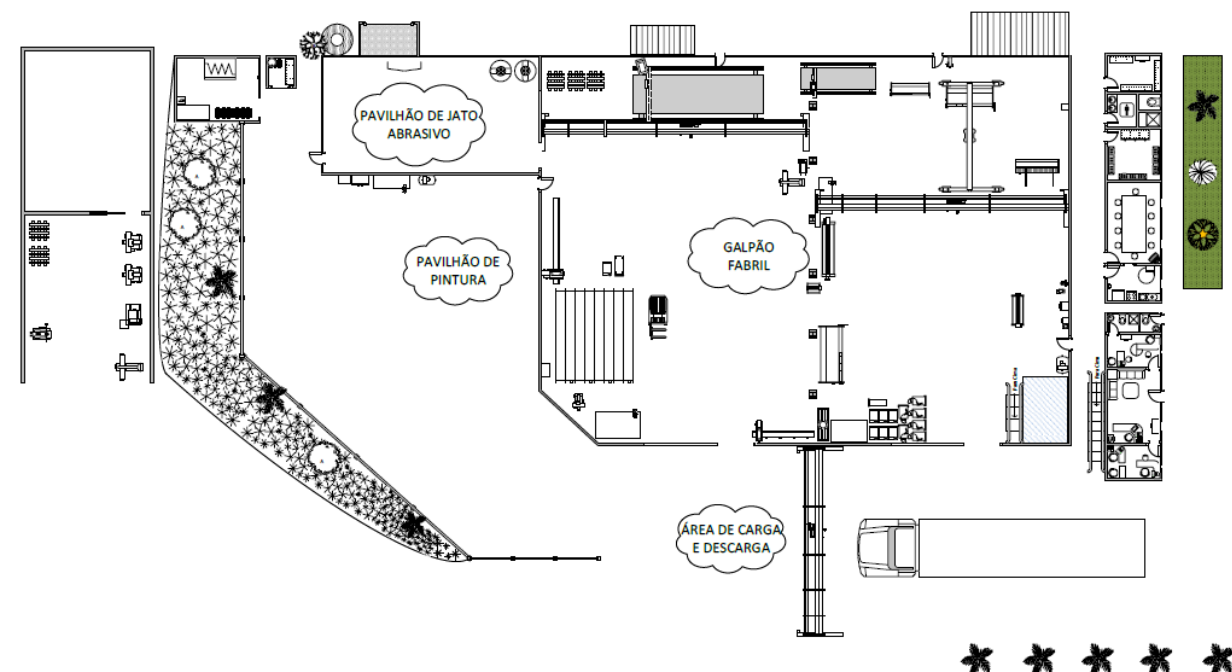 PAVILHÃO DE JATO
ABRASIVO
PAVILHÃO DE
PINTURA
GALPÃO
FABRIL
ÁREA DE CARGA
E DESCARGA